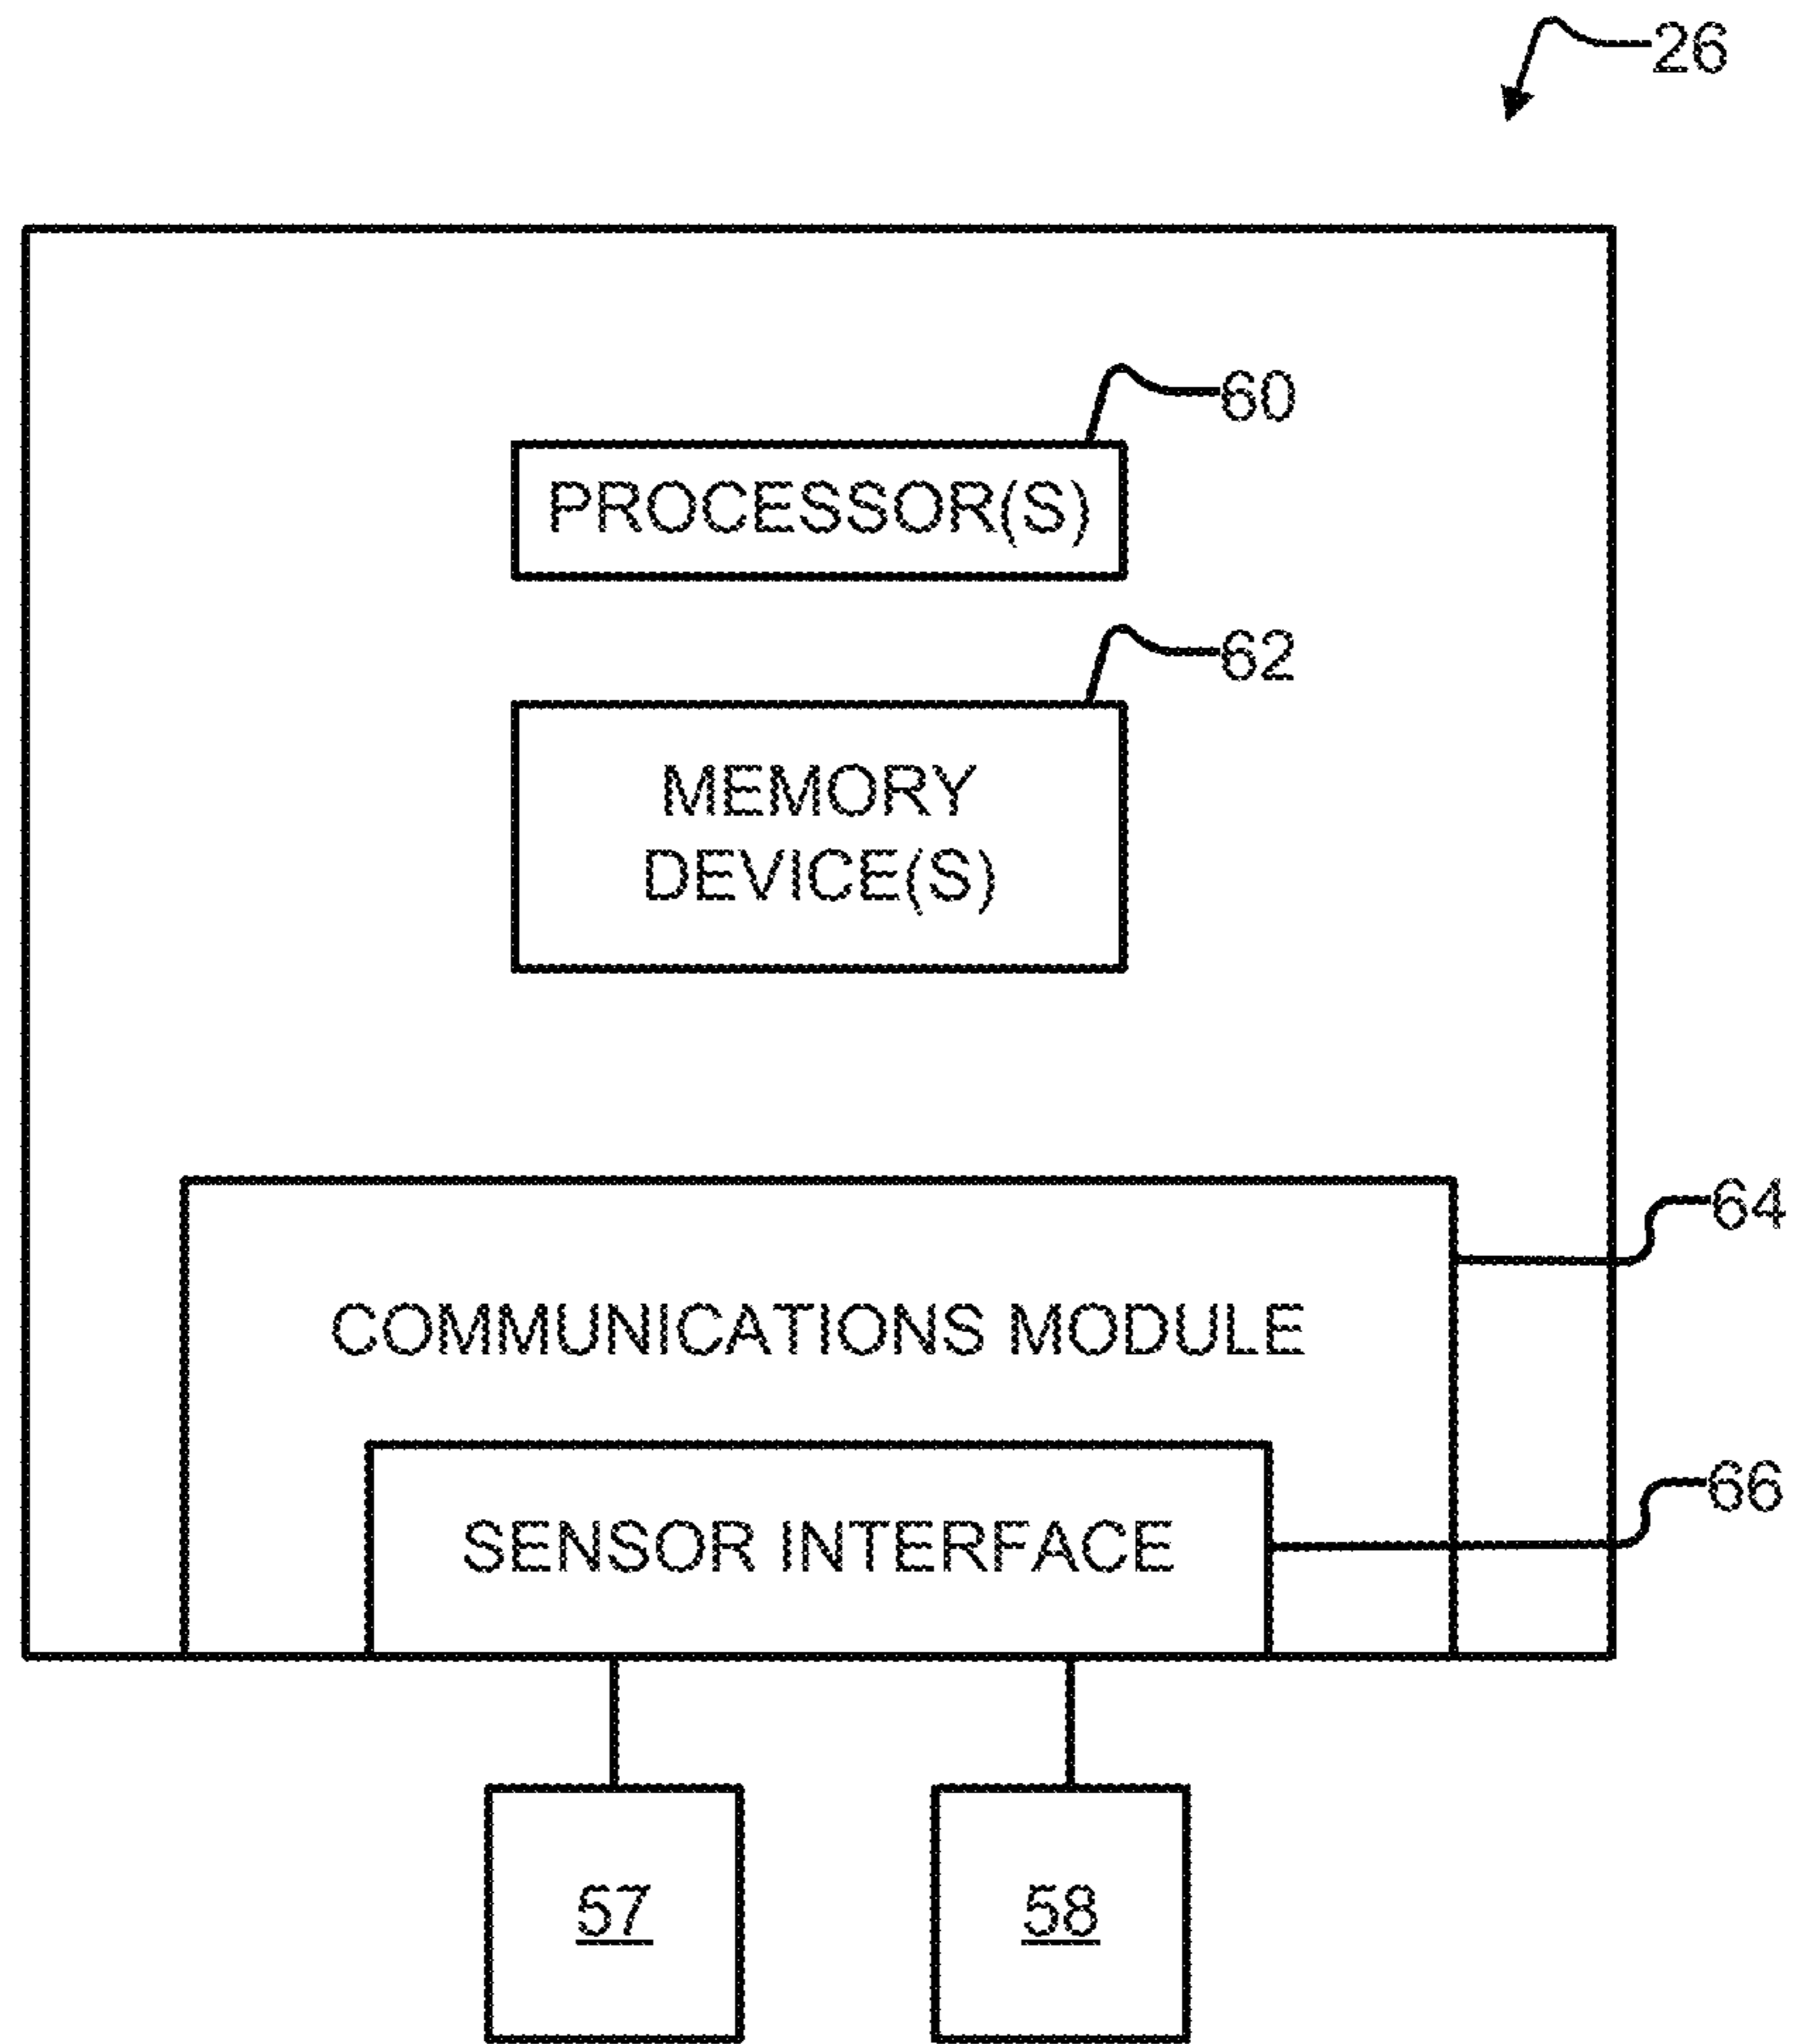 26
60
PROCESSOR(S)
62
MEMORY
DEVICE(S)
64
COMMUNICATIONS MODULE
66
SENSOR INTERFACE
57
58